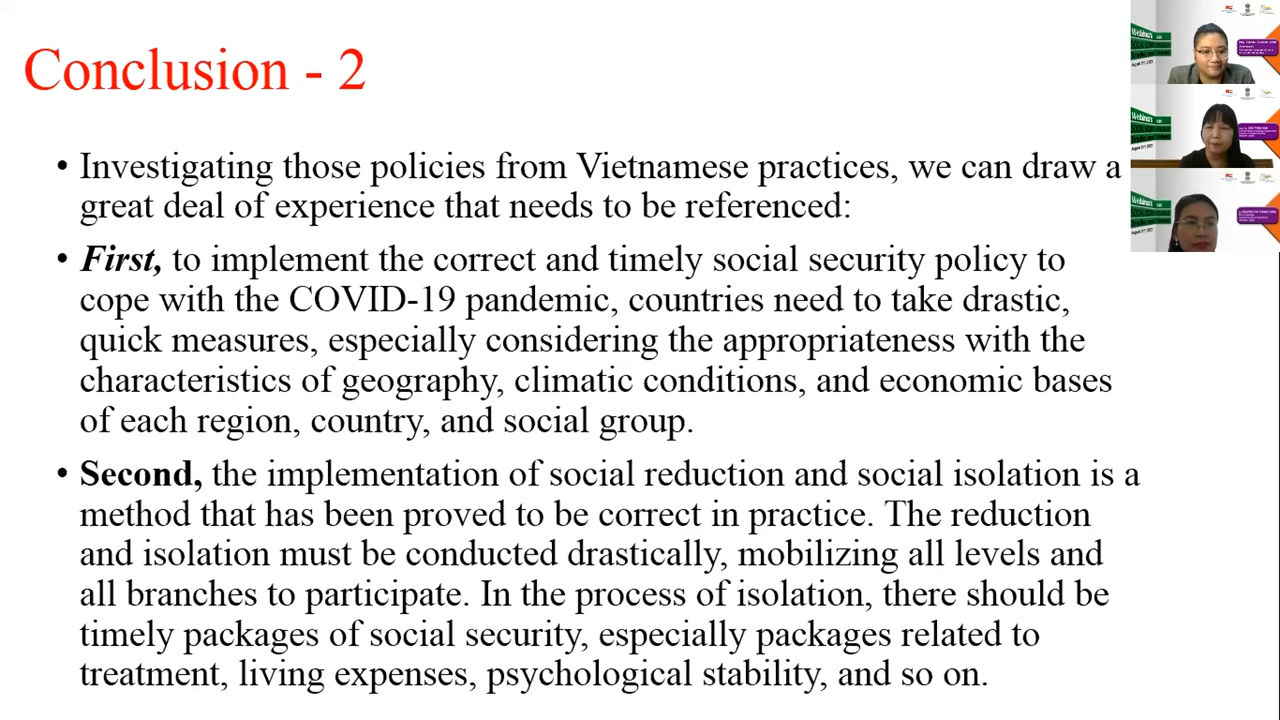 Conclusion - 2
• Investigating those policies from Vietnamese practices, we can draw a
great deal of experience that needs to be referenced:
• First, to implement the correct and timely social security policy to
cope with the COVID-19 pandemic, countries need to take drastic,
quick measures, especially considering the appropriateness with the
characteristics of geography, climatic conditions, and economic bases
of each region, country, and social group.
• Second, the implementation of social reduction and social isolation is a
method that has been proved to be correct in practice. The reduction
and isolation must be conducted drastically, mobilizing all levels and
all branches to participate. In the process of isolation, there should be
timely packages of social security, especially packages related to
treatment, living expenses, psychological stability, and so on.
Webinar on
Webinar on